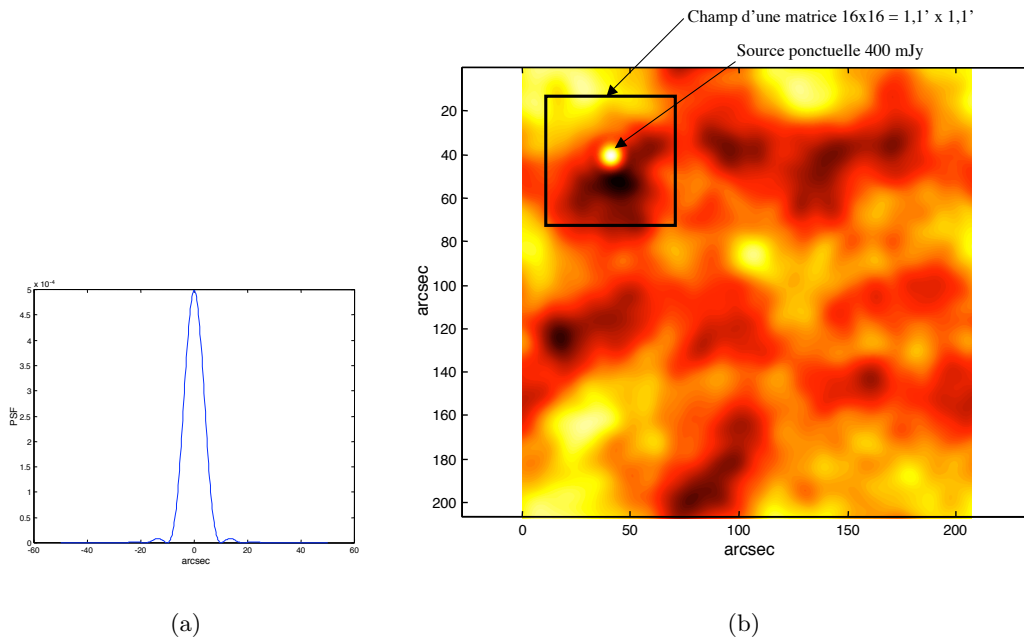 Champ d'une matrice 16x16 = 1,1' x 1,1'
Source ponctuelle 400 mJy
x 10⁻⁴
5
4.5
4
3.5
3
2.5
2
1.5
1
0.5
0
PSF
-60 -40 -20 0 20 40 60
arcsec
(a)
20
40
60
80
100
120
140
160
180
200
arcsec
0 50 100 150 200
arcsec
(b)